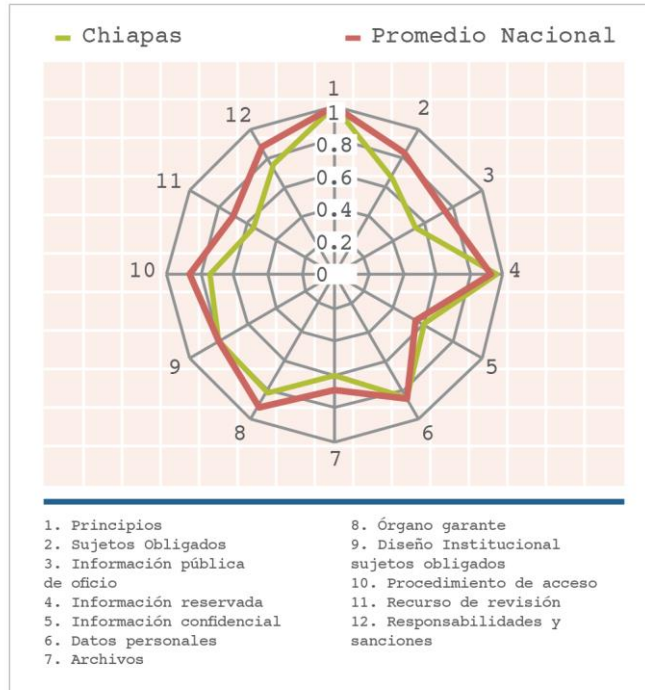 Chiapas
Promedio Nacional
1
2
3
4
5
6
7
8
9
10
11
12
1
0.8
0.6
0.4
0.2
0
1. Principios
2. Sujetos Obligados
3. Información pública
de oficio
4. Información reservada
5. Información confidencial
6. Datos personales
7. Archivos
8. Órgano garante
9. Diseño Institucional
sujetos obligados
10. Procedimiento de acceso
11. Recurso de revisión
12. Responsabilidades y
sanciones